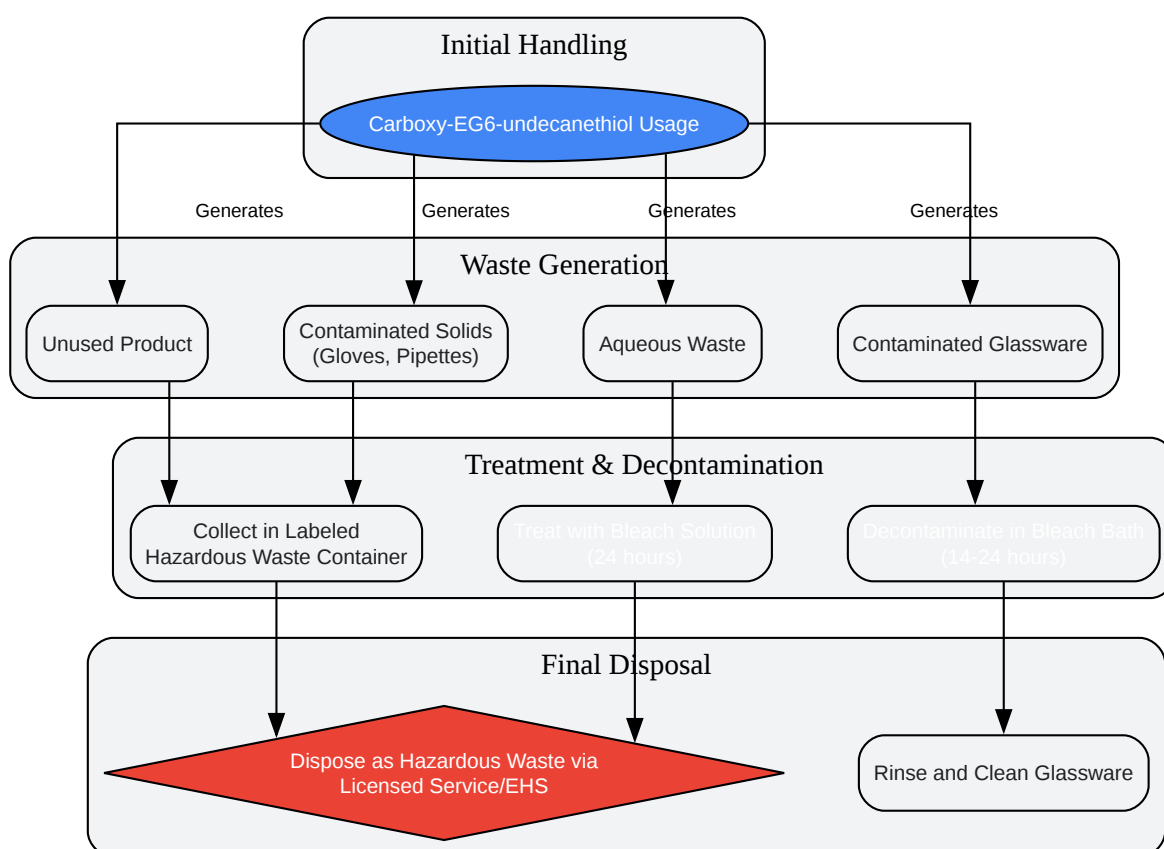 Initial Handling
Carboxy-EG6-undecanethiol Usage
Generates
Generates
Generates
Generates
Waste Generation
Unused Product
Contaminated Solids
(Gloves, Pipettes)
Aqueous Waste
Contaminated Glassware
Treatment & Decontamination
Collect in Labeled
Hazardous Waste Container
Treat with Bleach Solution
(24 hours)
Decontaminate in Bleach Bath
(14-24 hours)
Final Disposal
Dispose as Hazardous Waste via
Licensed Service/EHS
Rinse and Clean Glassware